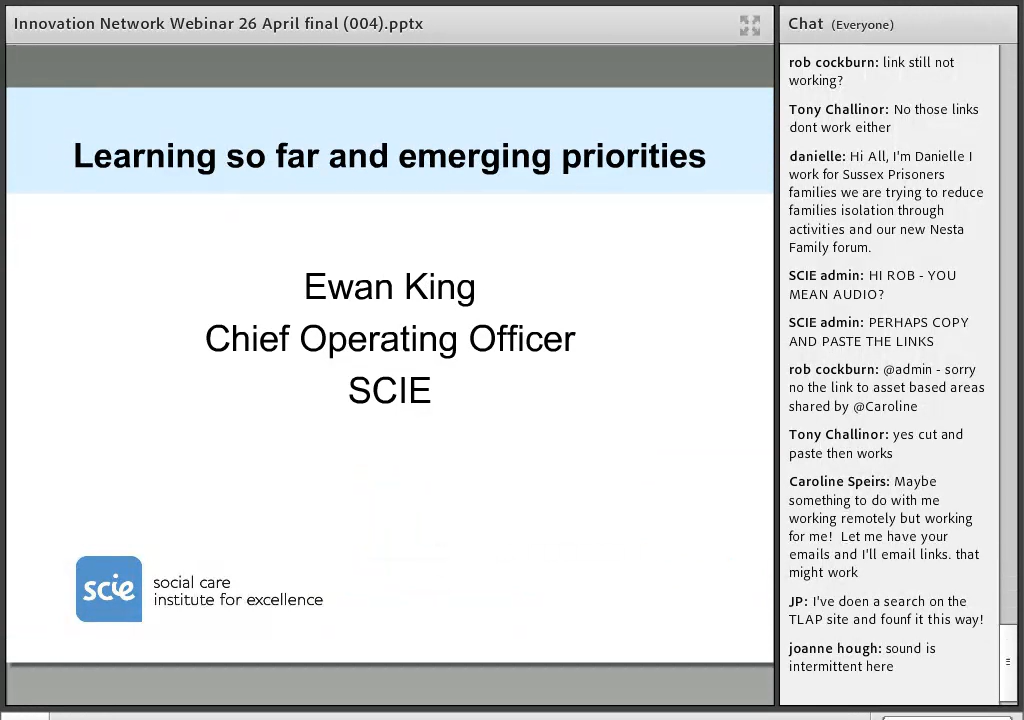 Innovation Network Webinar 26 April final (004).pptx
Learning so far and emerging priorities
Ewan King
Chief Operating Officer
SCIE
scie
social care
institute for excellence
Chat (Everyone)
rob cockburn: link still not
working?
Tony Challinor: No those links
dont work either
danielle: Hi All, I'm Danielle I
work for Sussex Prisoners
families we are trying to reduce
families isolation through
activities and our new Nesta
Family forum.
SCIE admin: HI ROB - YOU
MEAN AUDIO?
SCIE admin: PERHAPS COPY
AND PASTE THE LINKS
rob cockburn: @admin - sorry
no the link to asset based areas
shared by @Caroline
Tony Challinor: yes cut and
paste then works
Caroline Speirs: Maybe
something to do with me
working remotely but working
for me!  Let me have your
emails and I'll email links. that
might work
JP: I've doen a search on the
TLAP site and founf it this way!
joanne hough: sound is
intermittent here